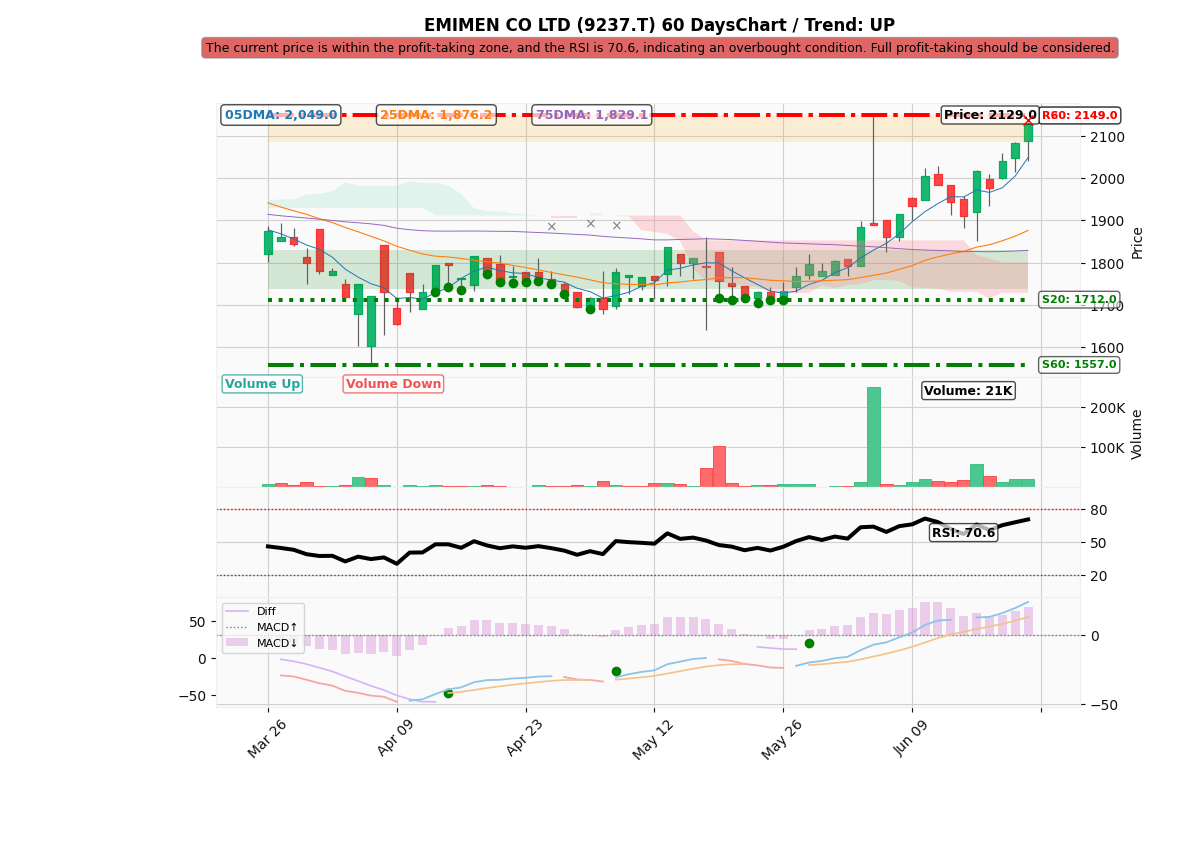 EMIMEN CO LTD (9237.T) 60 DaysChart / Trend: UP
The current price is within the profit-taking zone, and the RSI is 70.6, indicating an overbought condition. Full profit-taking should be considered.
05DMA: 2,049.0
25DMA: 1,876.2
75DMA: 1,829.1
Price: 2129.0
R60: 2149.0
2100
2000
1900
1800
1700
1600
Price
S20: 1712.0
S60: 1557.0
Volume Up
Volume Down
Volume: 21K
200K
100K
Volume
80
50
20
RSI: 70.6
Diff
MACD↑
MACD↓
50
0
−50
0
−50
Mar 26
Apr 09
Apr 23
May 12
May 26
Jun 09